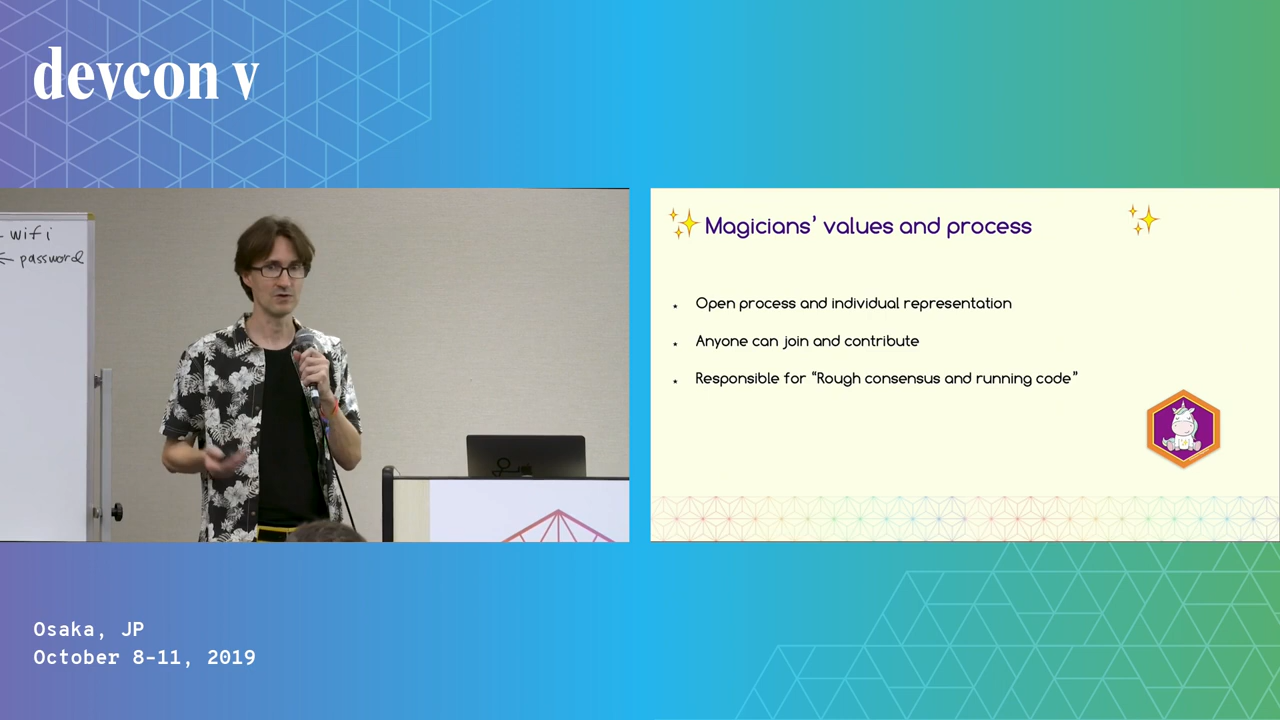 devcon v
wifi
← password
Magicians’ values and process
Open process and individual representation
Anyone can join and contribute
Responsible for “Rough consensus and running code”
Osaka, JP
October 8-11, 2019